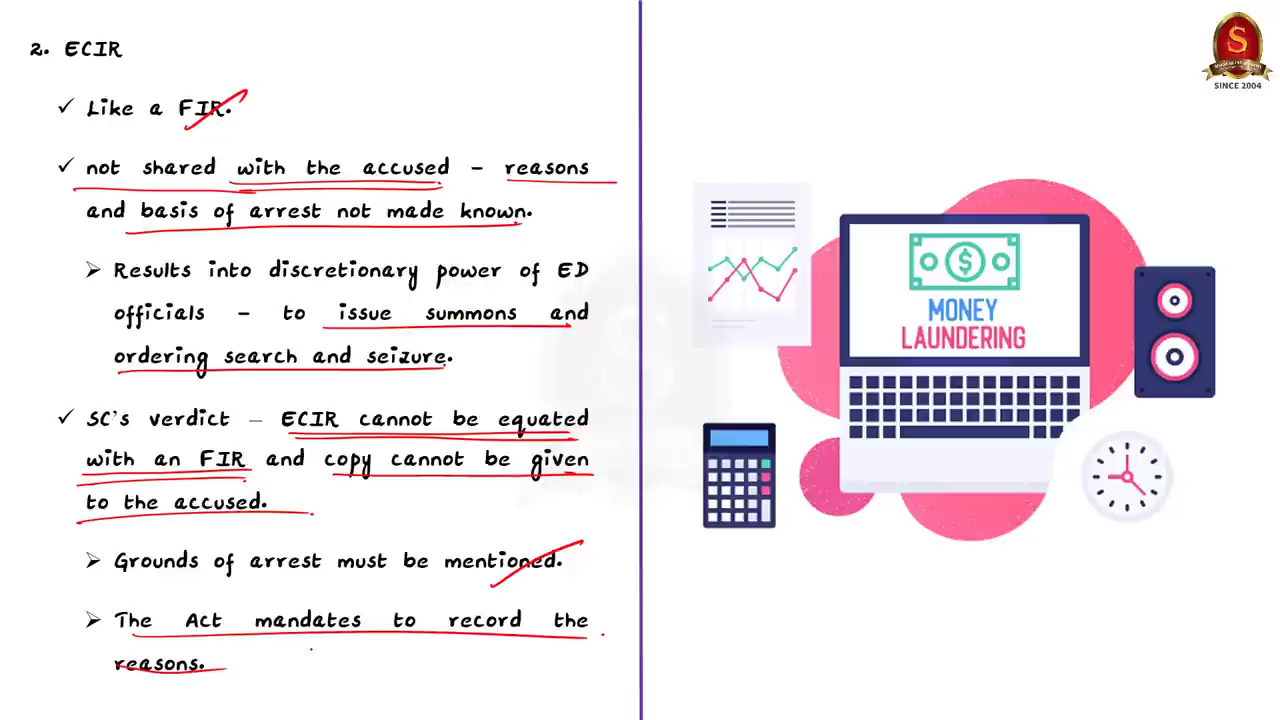 2. ECIR
✓ Like a FIR.
✓ not shared with the accused – reasons
and basis of arrest not made known.
➢ Results into discretionary power of ED
officials – to issue summons and
ordering search and seizure.
✓ SC's verdict – ECIR cannot be equated
with an FIR and copy cannot be given
to the accused.
➢ Grounds of arrest must be mentioned.
➢ The Act mandates to record the
reasons.
MONEY
LAUNDERING
S
SINCE 2004